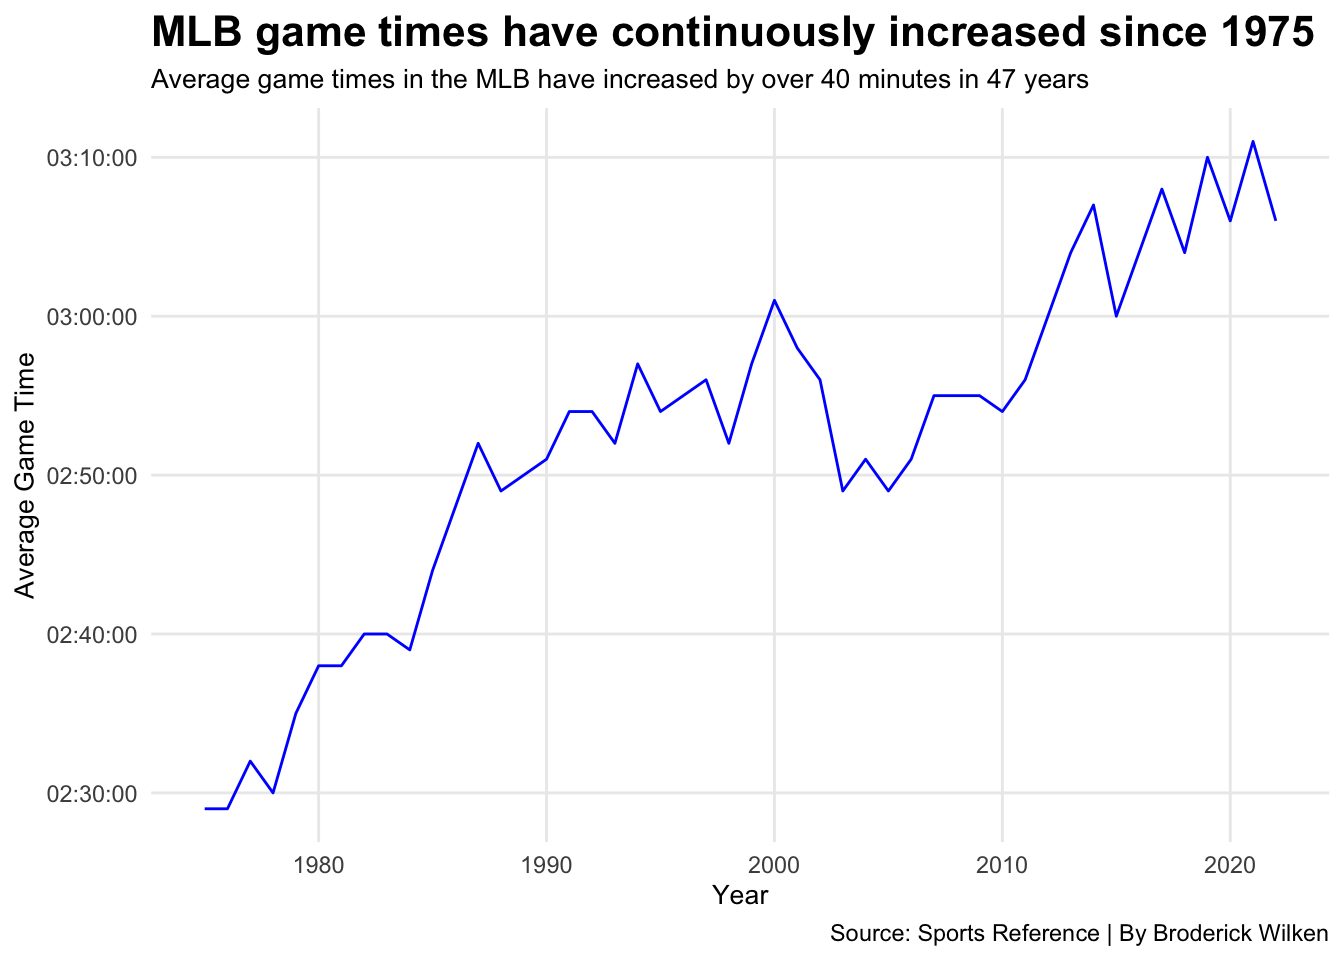 MLB game times have continuously increased since 1975
Average game times in the MLB have increased by over 40 minutes in 47 years
03:10:00
03:00:00
02:50:00
02:40:00
02:30:00
Average Game Time
1980 1990 2000 2010 2020
Year
Source: Sports Reference | By Broderick Wilken